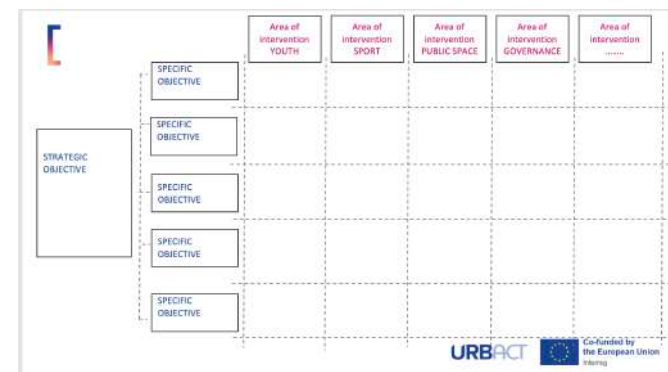 Area of
intervention
YOUTH
Area of
intervention
SPORT
Area of
intervention
PUBLIC SPACE
Area of
intervention
GOVERNANCE
Area of
intervention
........
SPECIFIC
OBJECTIVE
SPECIFIC
OBJECTIVE
STRATEGIC
OBJECTIVE
SPECIFIC
OBJECTIVE
SPECIFIC
OBJECTIVE
SPECIFIC
OBJECTIVE
URBACT
Co-funded by
the European Union
Interreg